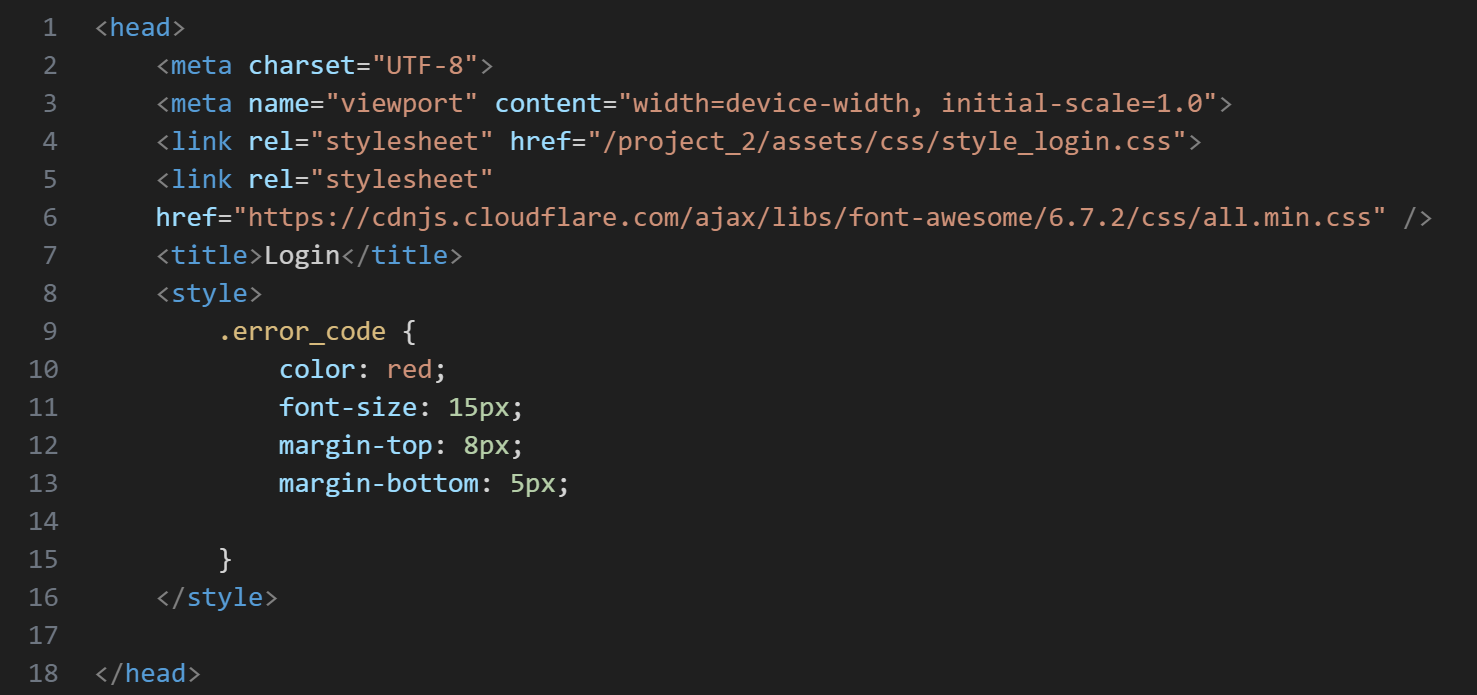 1 <head>
2     <meta charset="UTF-8">
3     <meta name="viewport" content="width=device-width, initial-scale=1.0">
4     <link rel="stylesheet" href="/project_2/assets/css/style_login.css">
5     <link rel="stylesheet"
6     href="https://cdnjs.cloudflare.com/ajax/libs/font-awesome/6.7.2/css/all.min.css" />
7     <title>Login</title>
8     <style>
9         .error_code {
10             color: red;
11             font-size: 15px;
12             margin-top: 8px;
13             margin-bottom: 5px;
14
15         }
16     </style>
17
18 </head>